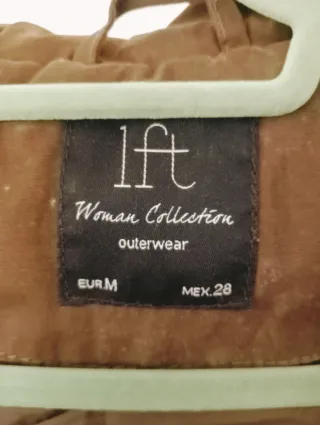 lft
Woman Collection
outerwear
EUR.M MEX.28